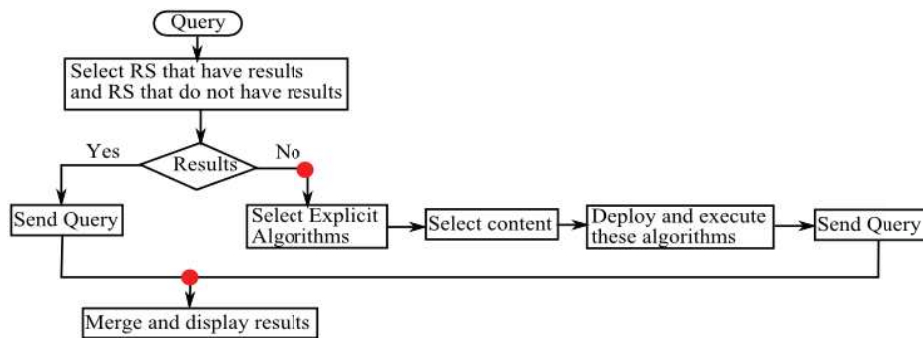 Query
Select RS that have results
and RS that do not have results
Yes
Results
No
Send Query
Select Explicit
Algorithms
Select content
Deploy and execute
these algorithms
Send Query
Merge and display results